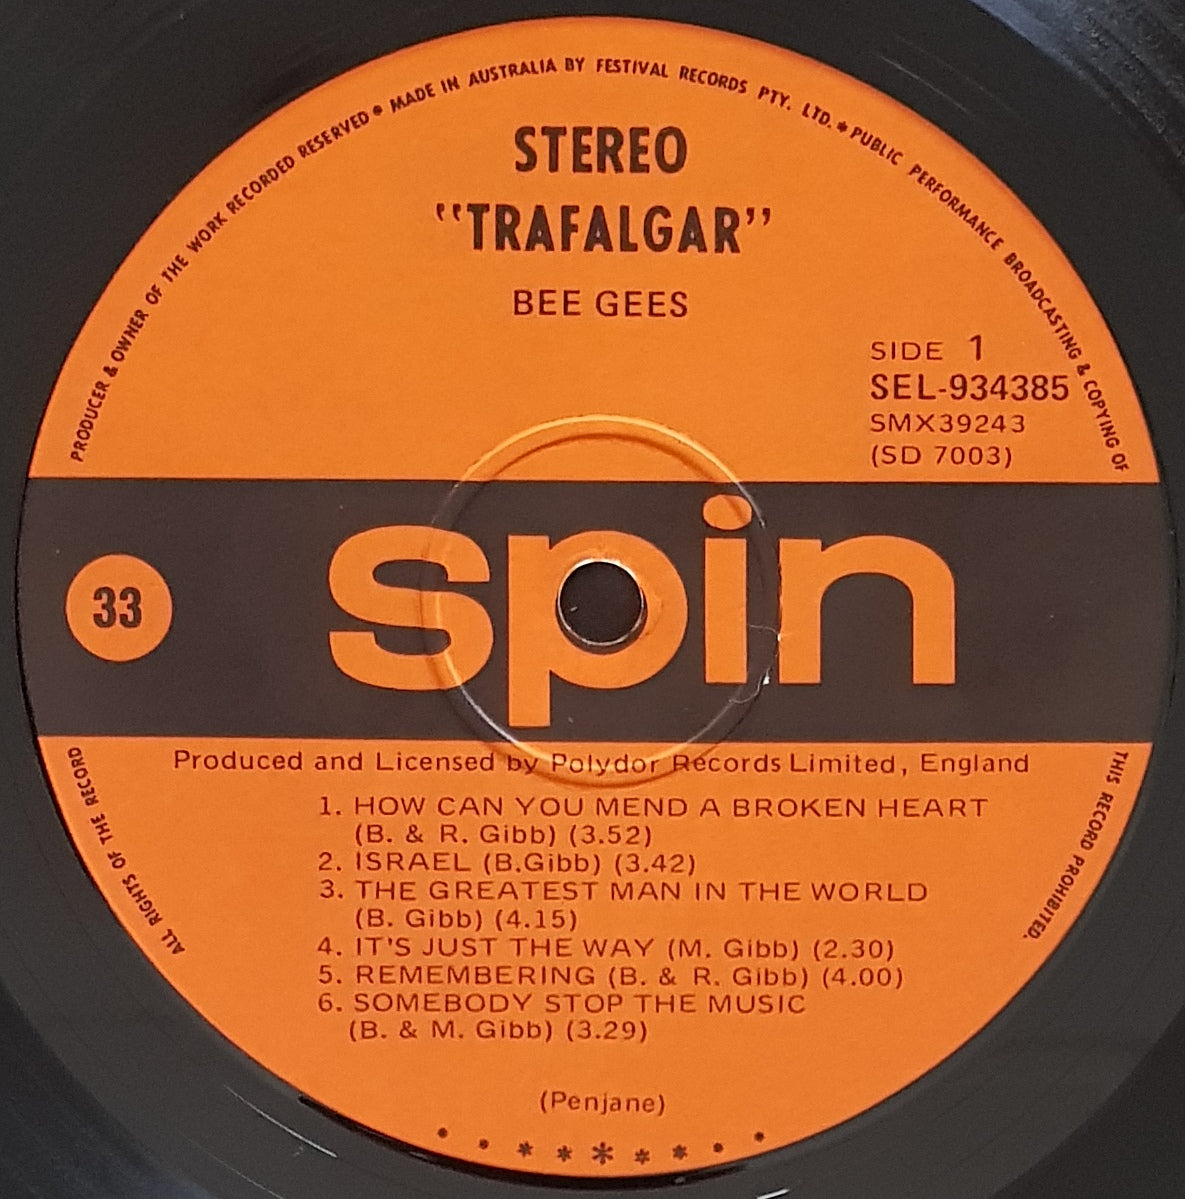 PRODUCER & OWNER OF THE WORK RECORDED RESERVED * MADE IN AUSTRALIA BY FESTIVAL RECORDS PTY. LTD. * PUBLIC PERFORMANCE BROADCASTING & COPYING OF
STEREO
"TRAFALGAR"
BEE GEES
SIDE 1
SEL-934385
SMX39243
(SD 7003)
33
spin
Produced and Licensed by Polydor Records Limited, England
ALL RIGHTS OF THE RECORD
THIS RECORD PROHIBITED.
1. HOW CAN YOU MEND A BROKEN HEART
(B. & R. Gibb) (3.52)
2. ISRAEL (B.Gibb) (3.42)
3. THE GREATEST MAN IN THE WORLD
(B. Gibb) (4.15)
4. IT'S JUST THE WAY (M. Gibb) (2.30)
5. REMEMBERING (B. & R. Gibb) (4.00)
6. SOMEBODY STOP THE MUSIC
(B. & M. Gibb) (3.29)
(Penjane)